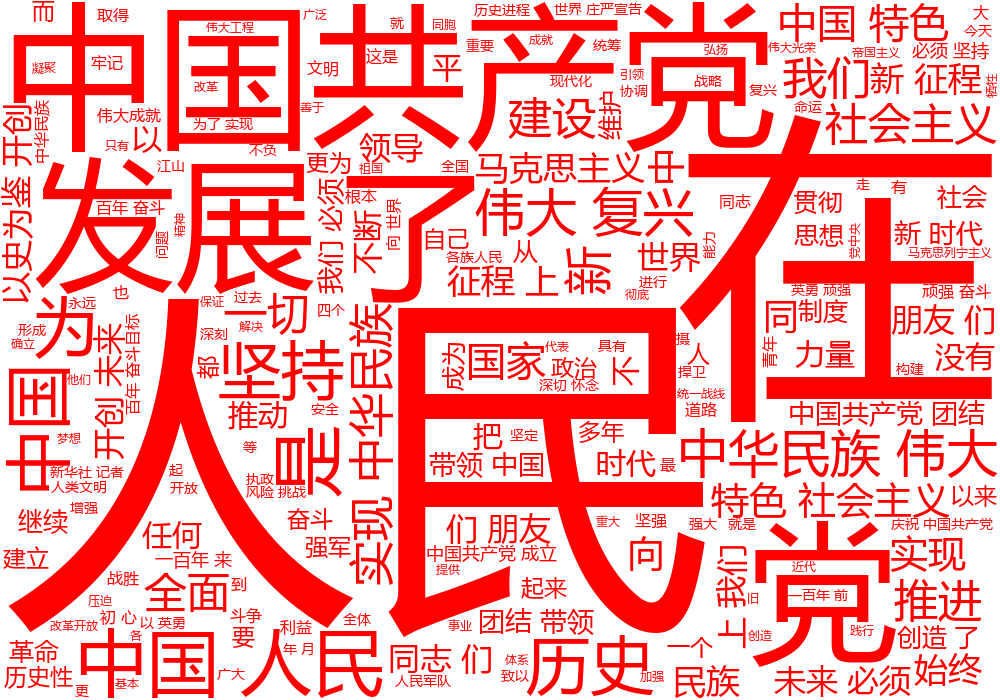 而
取得
中国共产党
伟大工程
广泛
就
同胞
历史进程
世界 庄严宣告
中国 特色
大
今天
凝聚
牢记
改革
文明
这是
平
重要
成就
统筹
弘扬
伟大光荣
帝国主义
必须 坚持
现代化
引领
协调
战略
复兴
我们
新 征程
牺牲
开创
中华民族
伟大成就
只有
以
为了 实现
善于
不负
领导
建设
维护
命运
社会主义
江山
更为
祖国
全国
马克思主义
中
在
发展
了
以史为鉴
百年 奋斗
精神
问题
我们 必须
根本
不断
向 世界
自己
各族人民
从
伟大 复兴
同志
走
有
贯彻
社会
思想
党中央
新 时代
马克思列宁主义
世界
能力
征程 上
新
进行
彻底
英勇 顽强
顽强 奋斗
也
永远
为
形成
确立
未来
百年 奋斗目标
保证
过去
一切
深刻
解决
四个
人民
同
制度
朋友 们
青年
力量
没有
构建
摄
人
捍卫
统一战线
道路
中国
他们
开创
都
坚持
推动
安全
中华民族
成为
国家
代表
政治
具有
不
深切 怀念
中国共产党 团结
梦想
新华社 记者
人类文明
增强
起
开放
等
执政
风险 挑战
是
把
坚定
多年
带领 中国
时代
最
中华民族 伟大
特色 社会主义
以来
继续
任何
奋斗
强军
实现
们 朋友
中国共产党 成立
提供
重大
坚强
强大
就是
庆祝 中国共产党
向
建立
一百年 来
战胜
全面
到
压迫
初 心
以 英勇
斗争
起来
我们
上
党
近代
一百年 前
旧
实现
推进
改革开放
各
要
利益
年 月
全体
事业
团结 带领
创造
践行
创造 了
革命
历史性
更
中国
基本
广大
人民
同志 们
人民军队
体系
致以
历史
加强
一个
民族
未来 必须
始终